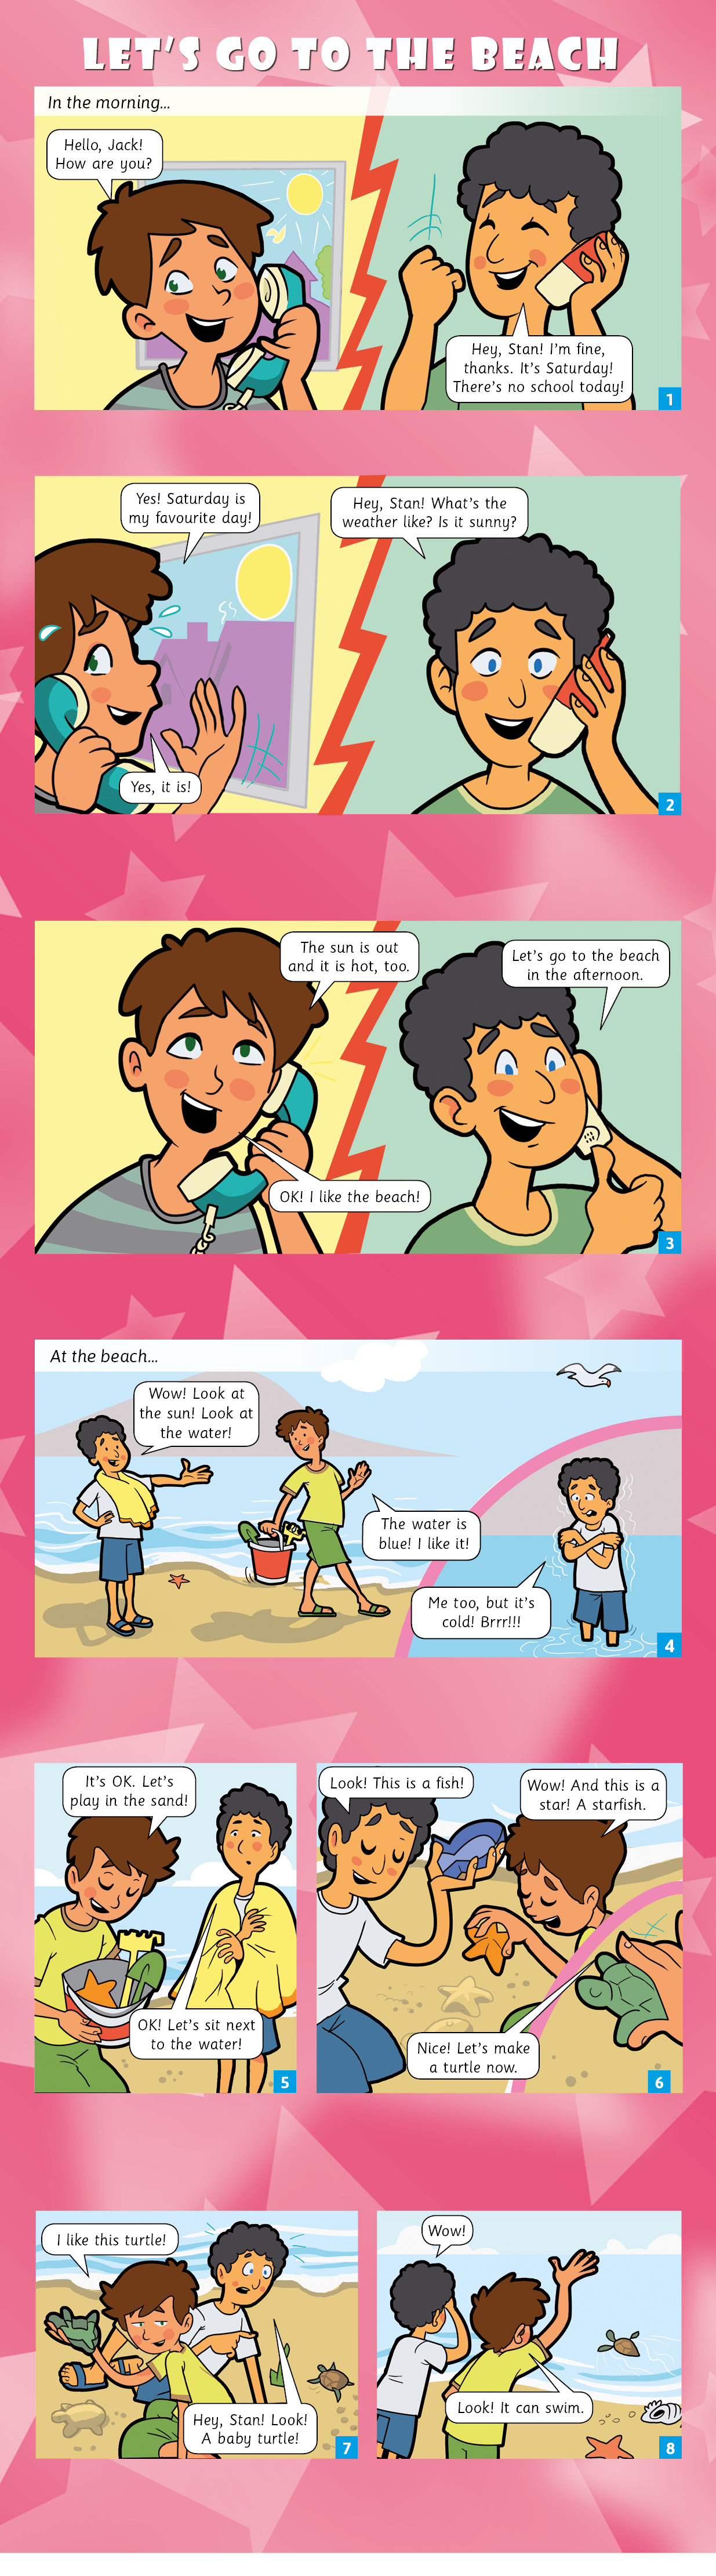 LET'S GO TO THE BEACH
In the morning...
Hello, Jack!
How are you?
Hey, Stan! I'm fine,
thanks. It's Saturday!
There's no school today!
1
Yes! Saturday is
my favourite day!
Hey, Stan! What's the
weather like? Is it sunny?
Yes, it is!
2
The sun is out
and it is hot, too.
Let's go to the beach
in the afternoon.
OK! I like the beach!
3
At the beach...
Wow! Look at
the sun! Look at
the water!
The water is
blue! I like it!
Me too, but it's
cold! Brrr!!!
4
It's OK. Let's
play in the sand!
OK! Let's sit next
to the water!
5
Look! This is a fish!
Wow! And this is a
star! A starfish.
Nice! Let's make
a turtle now.
6
I like this turtle!
Hey, Stan! Look!
A baby turtle!
7
Wow!
Look! It can swim.
8